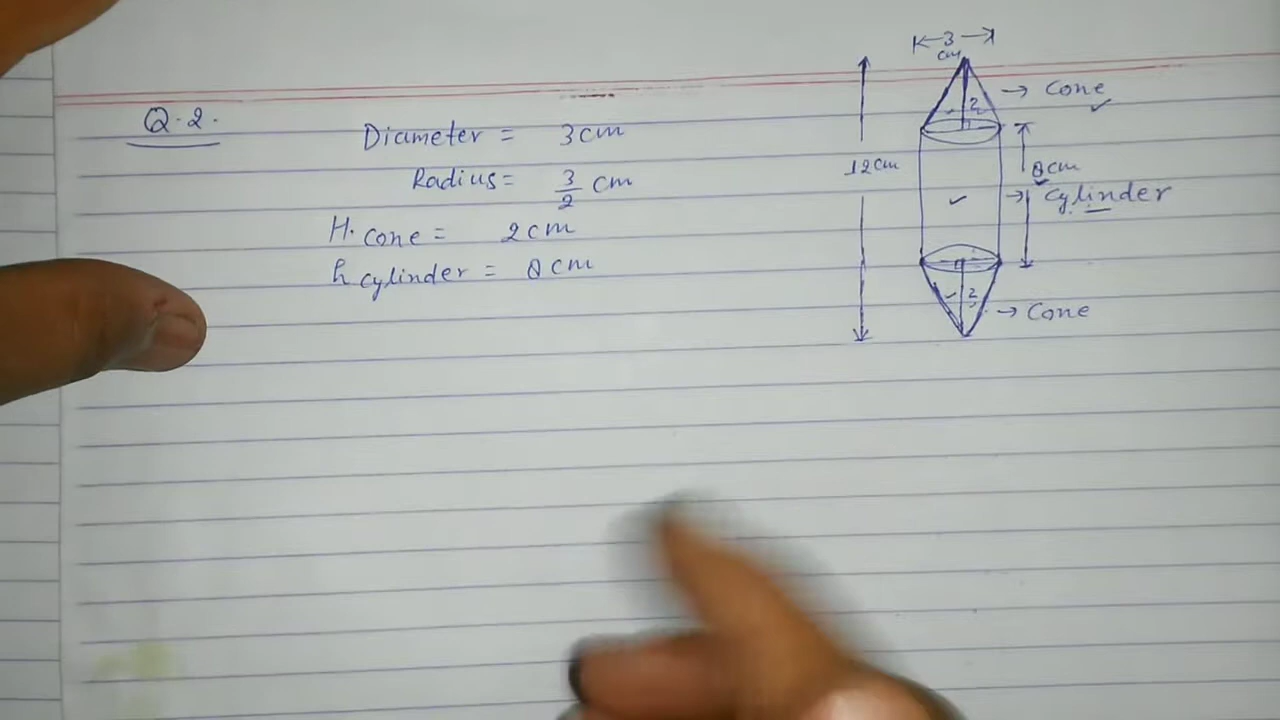 Q.2.
Diameter = 3cm
Radius = 3/2 cm
H. cone = 2cm
h cylinder = 8cm
3
cm
→ Cone
2
12cm
8cm
→ Cylinder
2
→ Cone